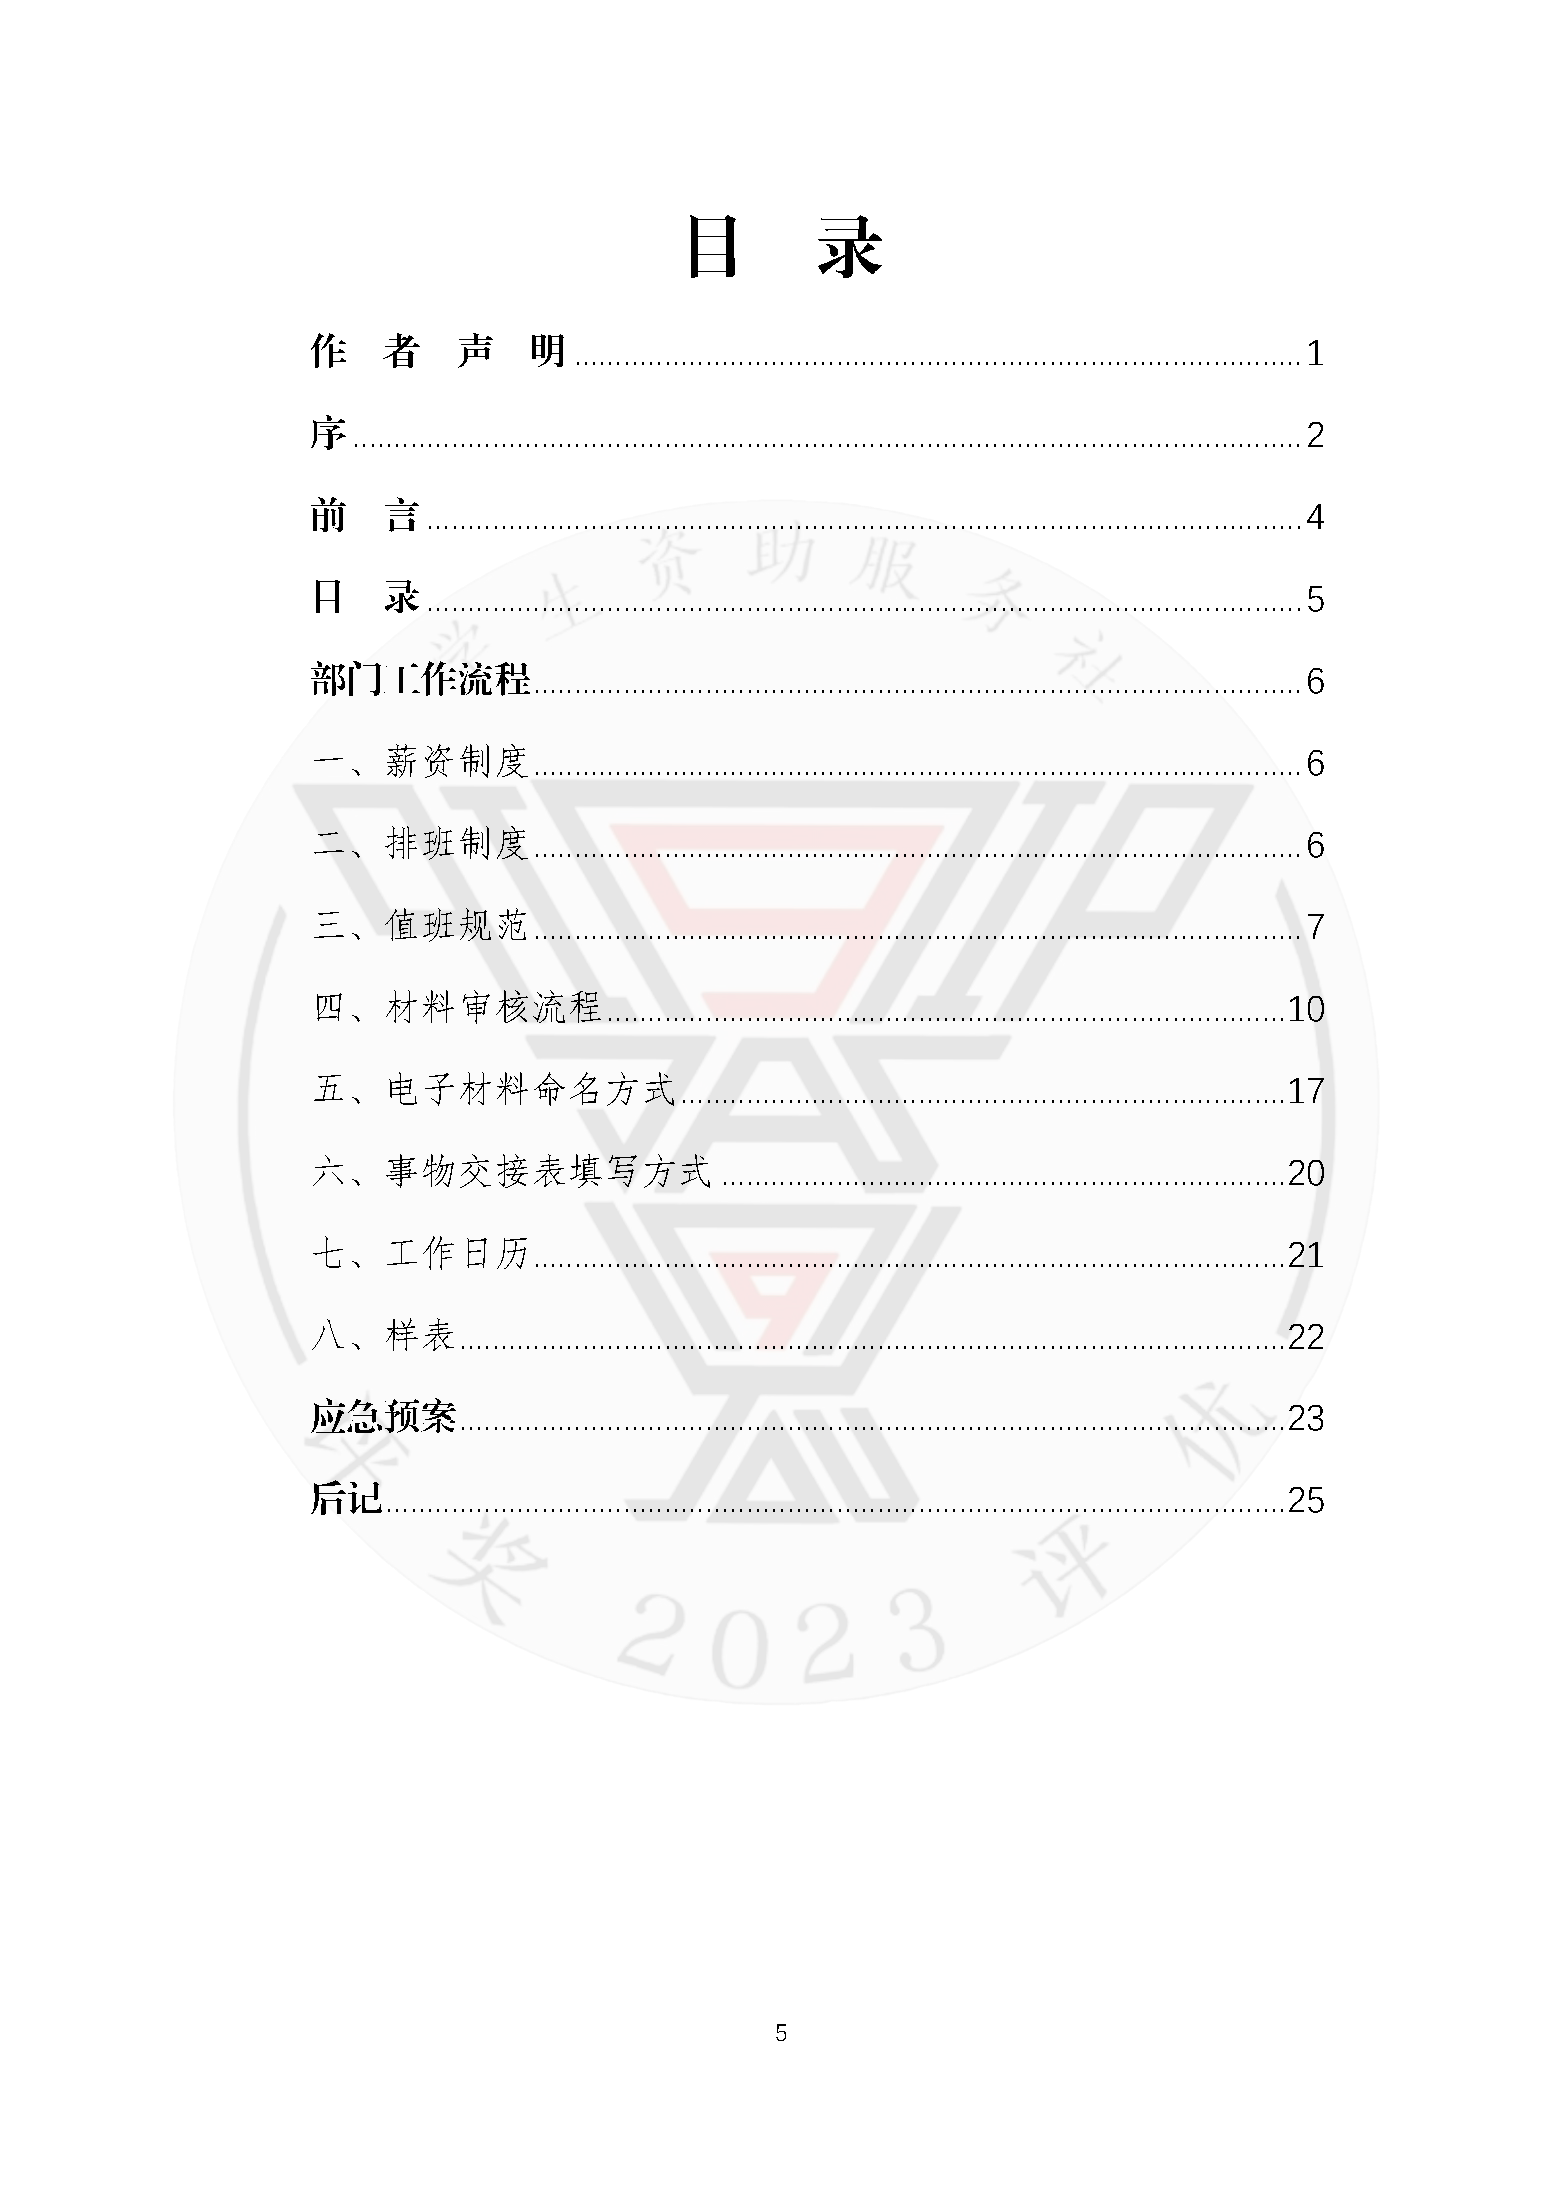 目 录
作 者 声 明........................1
序........................2
前 言........................4
目 录........................5
部门工作流程........................6
一、薪资制度........................6
二、排班制度........................6
三、值班规范........................7
四、材料审核流程........................10
五、电子材料命名方式........................17
六、事物交接表填写方式........................20
七、工作日历........................21
八、样表........................22
应急预案........................23
后记........................25
学生资助服务社
评奖 2023 评优
5